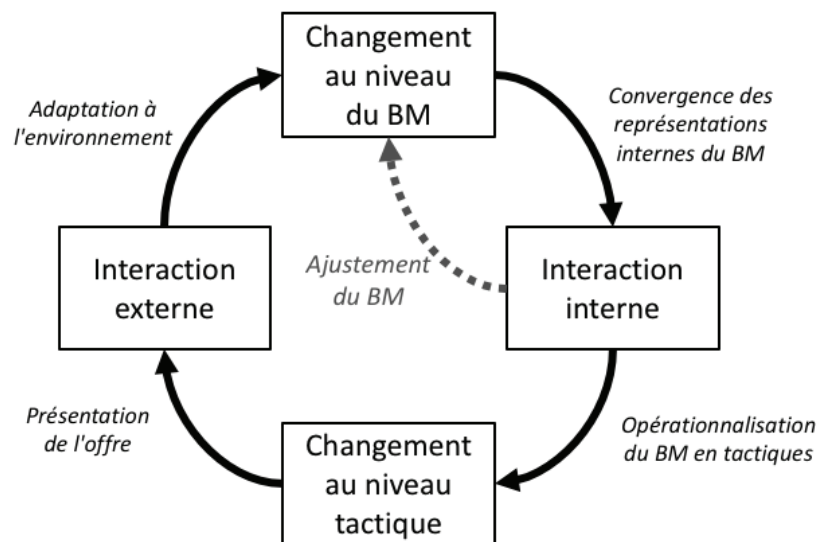 Changement
au niveau
du BM
Adaptation à
l'environnement
Convergence des
représentations
internes du BM
Interaction
externe
Ajustement
du BM
Interaction
interne
Présentation
de l'offre
Changement
au niveau
tactique
Opérationnalisation
du BM en tactiques